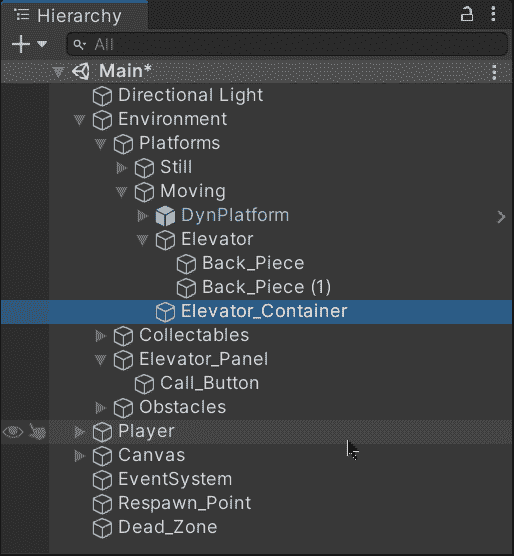 Hierarchy
All
Main*
Directional Light
Environment
Platforms
Still
Moving
DynPlatform
Elevator
Back_Piece
Back_Piece (1)
Elevator_Container
Collectables
Elevator_Panel
Call_Button
Obstacles
Player
Canvas
EventSystem
Respawn_Point
Dead_Zone